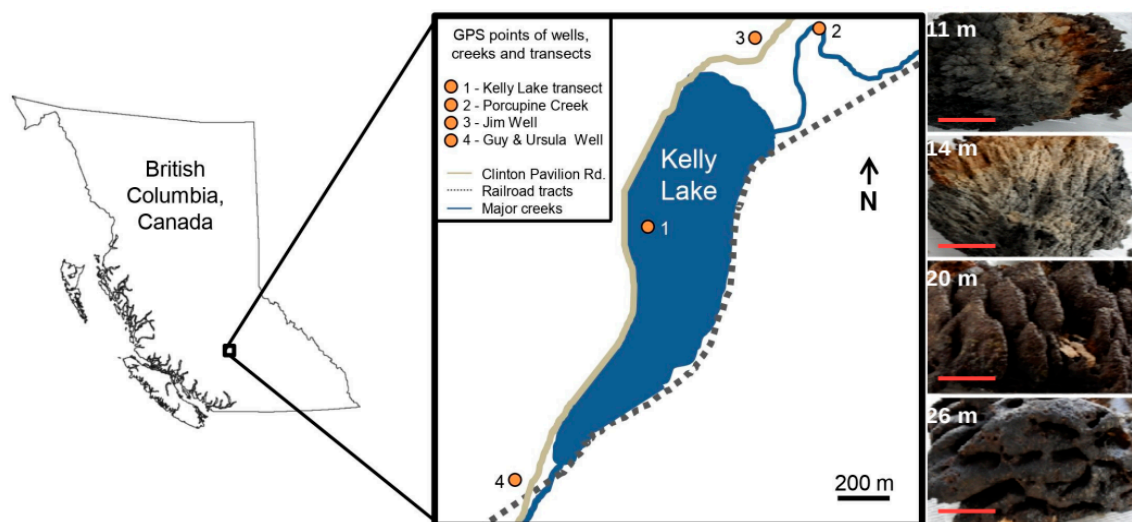 British
Columbia,
Canada
GPS points of wells,
creeks and transects
1 - Kelly Lake transect
2 - Porcupine Creek
3 - Jim Well
4 - Guy & Ursula Well
Clinton Pavilion Rd.
Railroad tracts
Major creeks
3
2
Kelly
Lake
N
1
4
200 m
11 m
14 m
20 m
26 m